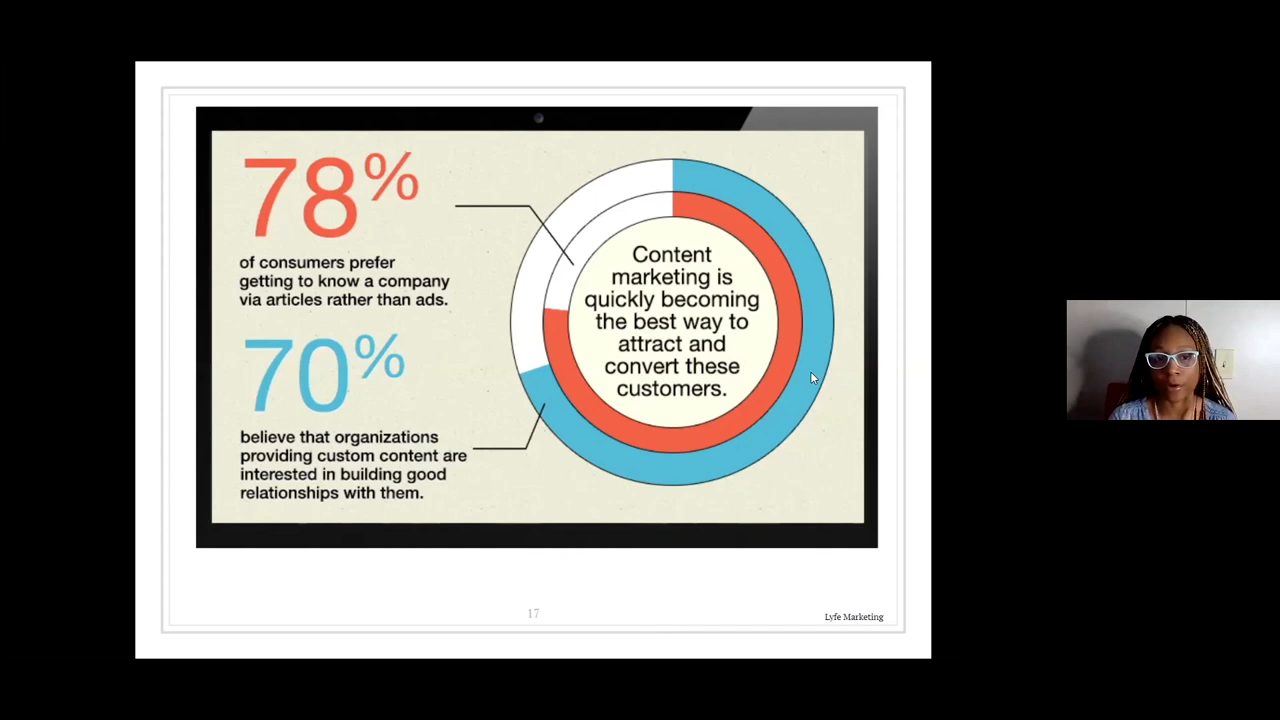 78%
of consumers prefer
getting to know a company
via articles rather than ads.
70%
believe that organizations
providing custom content are
interested in building good
relationships with them.
Content
marketing is
quickly becoming
the best way to
attract and
convert these
customers.
17
Lyfe Marketing